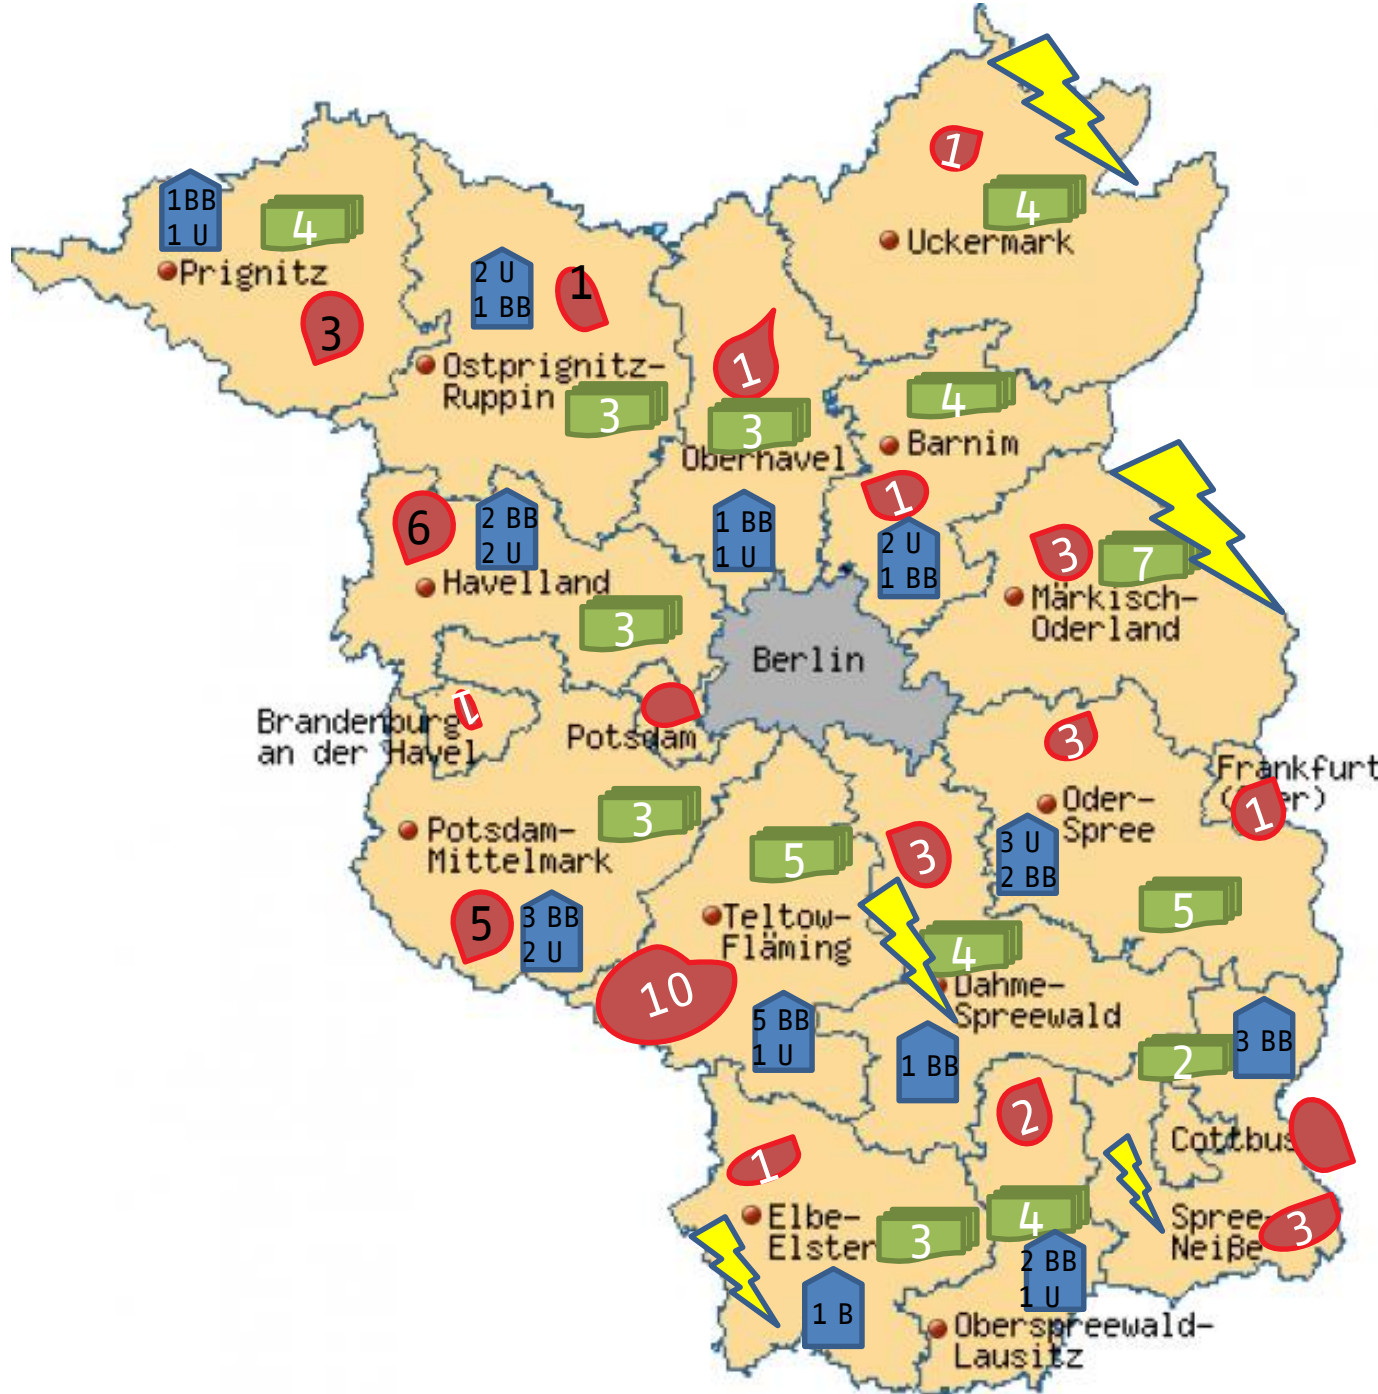 1
4
Uckermark
1BB
1 U
4
Prignitz
3
2 U
1 BB
1
Ostprignitz-
Ruppin
3
1
3
Oberhavel
1 BB
1 U
4
Barnim
1
2 U
1 BB
3
7
Märkisch-
Oderland
6
2 BB
2 U
Havelland
3
Berlin
1
Brandenburg
an der Havel
Potsdam
3
Oder-
Spree
3 U
2 BB
5
Frankfurt
(Oder)
1
3
Potsdam-
Mittelmark
5
3 BB
2 U
5
Teltow-
Fläming
10
5 BB
1 U
3
4
Dahme-
Spreewald
1 BB
2
3 BB
Cottbus
Spree-
Neiße
3
1
Elbe-
Elster
3
1 B
2
4
2 BB
1 U
Oberspreewald-
Lausitz